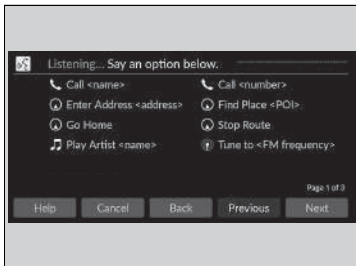 Listening... Say an option below.
Call <name>
Call <number>
Enter Address <address>
Find Place <POI>
Go Home
Stop Route
Play Artist <name>
Tune to <FM frequency>
Page 1 of 3
Help Cancel Back Previous Next